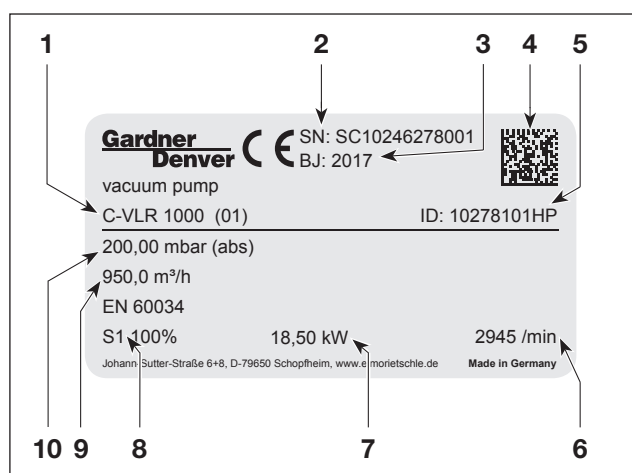 1 2 3 4 5
Gardner
Denver
CE
SN: SC10246278001
BJ: 2017
vacuum pump
C-VLR 1000 (01) ID: 10278101HP
200,00 mbar (abs)
950,0 m³/h
EN 60034
S1 100% 18,50 kW 2945 /min
Johann-Sutter-Straße 6+8, D-79650 Schopfheim, www.elmorietschle.de Made in Germany
10 9 8 7 6